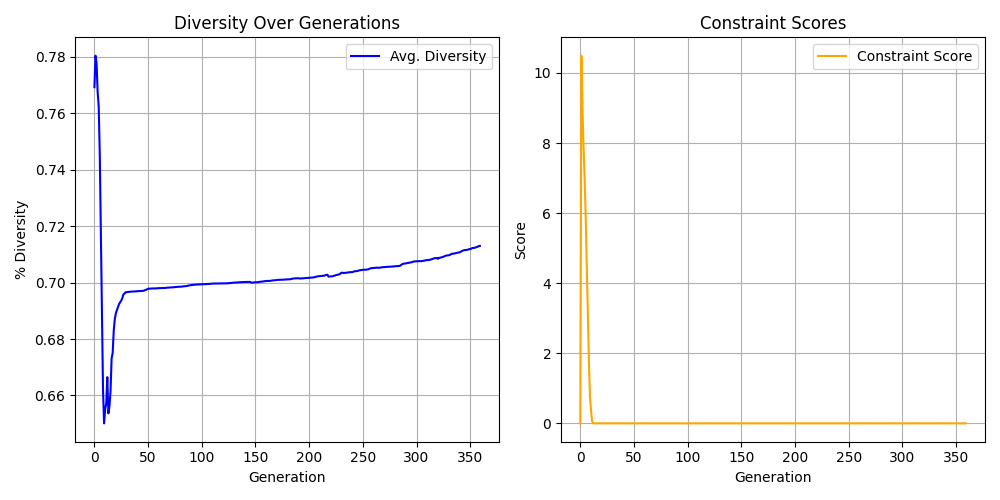 Diversity Over Generations
Avg. Diversity
% Diversity
0.78
0.76
0.74
0.72
0.70
0.68
0.66
0 50 100 150 200 250 300 350
Generation
Constraint Scores
Constraint Score
Score
10
8
6
4
2
0
0 50 100 150 200 250 300 350
Generation